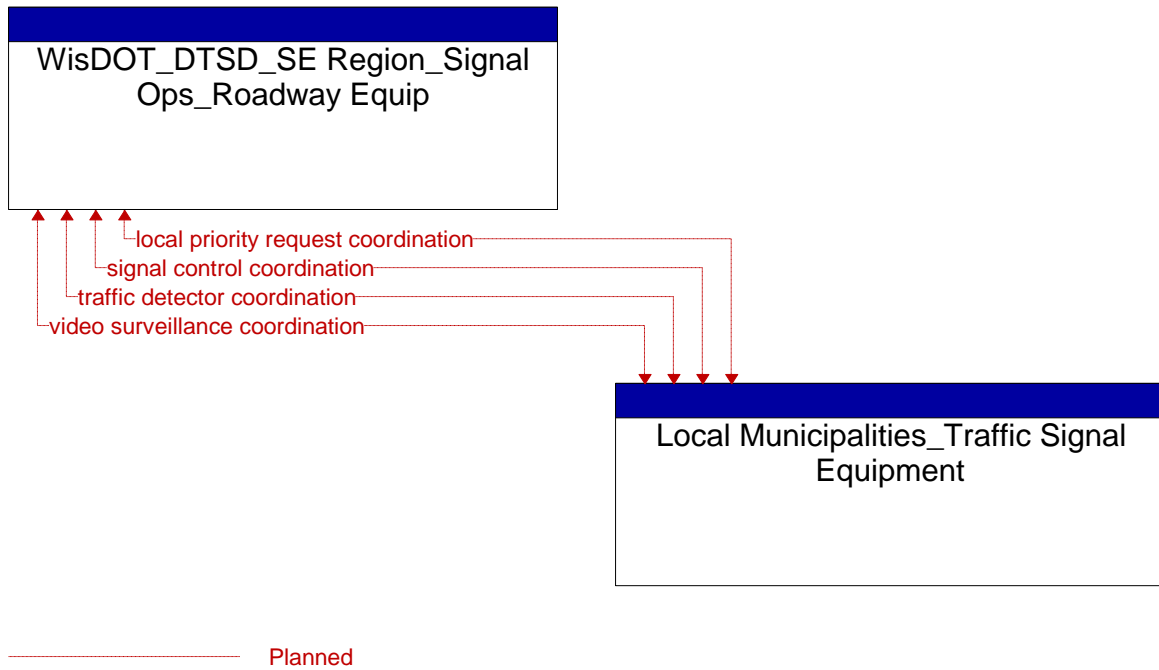 WisDOT_DTSD_SE Region_Signal
Ops_Roadway Equip
local priority request coordination
signal control coordination
traffic detector coordination
video surveillance coordination
Local Municipalities_Traffic Signal
Equipment
Planned